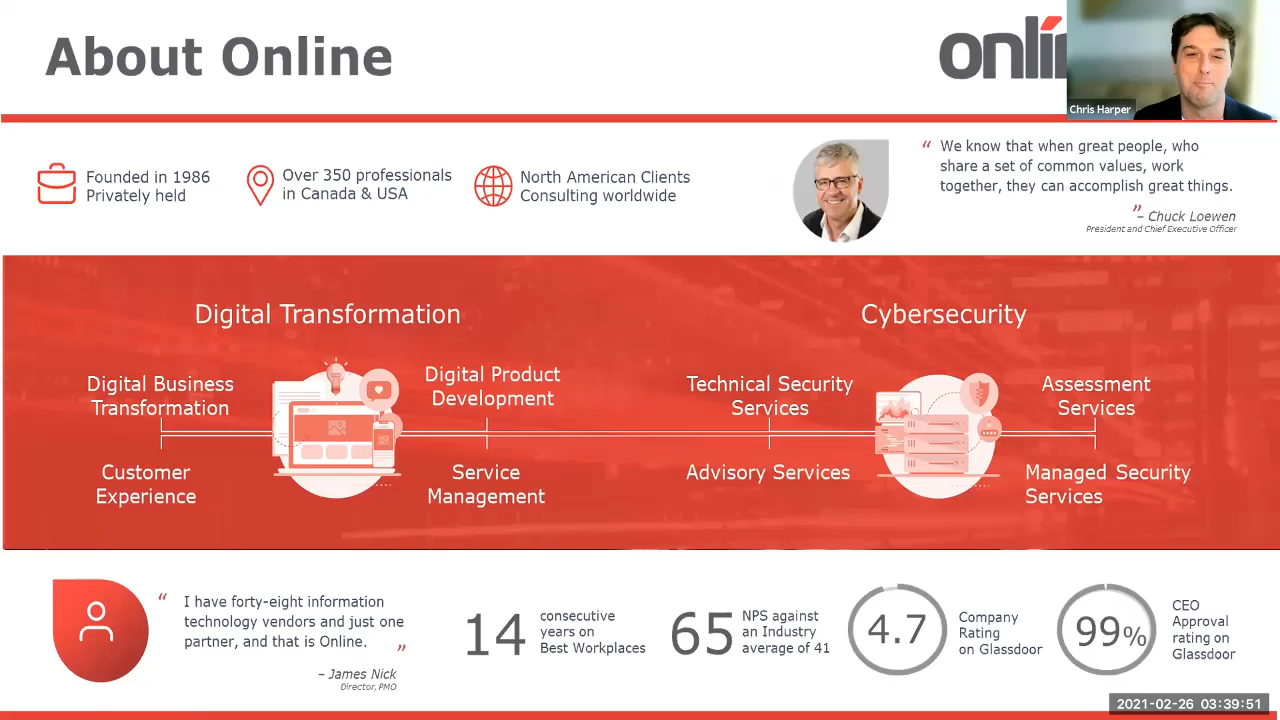 About Online
onlin
Chris Harper
Founded in 1986
Privately held
Over 350 professionals
in Canada & USA
North American Clients
Consulting worldwide
“ We know that when great people, who
share a set of common values, work
together, they can accomplish great things.
”
– Chuck Loewen
President and Chief Executive Officer
Digital Transformation
Digital Business
Transformation
Digital Product
Development
Customer
Experience
Service
Management
Cybersecurity
Technical Security
Services
Assessment
Services
Advisory Services
Managed Security
Services
“ I have forty-eight information
technology vendors and just one
partner, and that is Online.
”
– James Nick
Director, PMO
14
consecutive
years on
Best Workplaces
65
NPS against
an Industry
average of 41
4.7
Company
Rating
on Glassdoor
99%
CEO
Approval
rating on
Glassdoor
2021-02-26 03:39:51